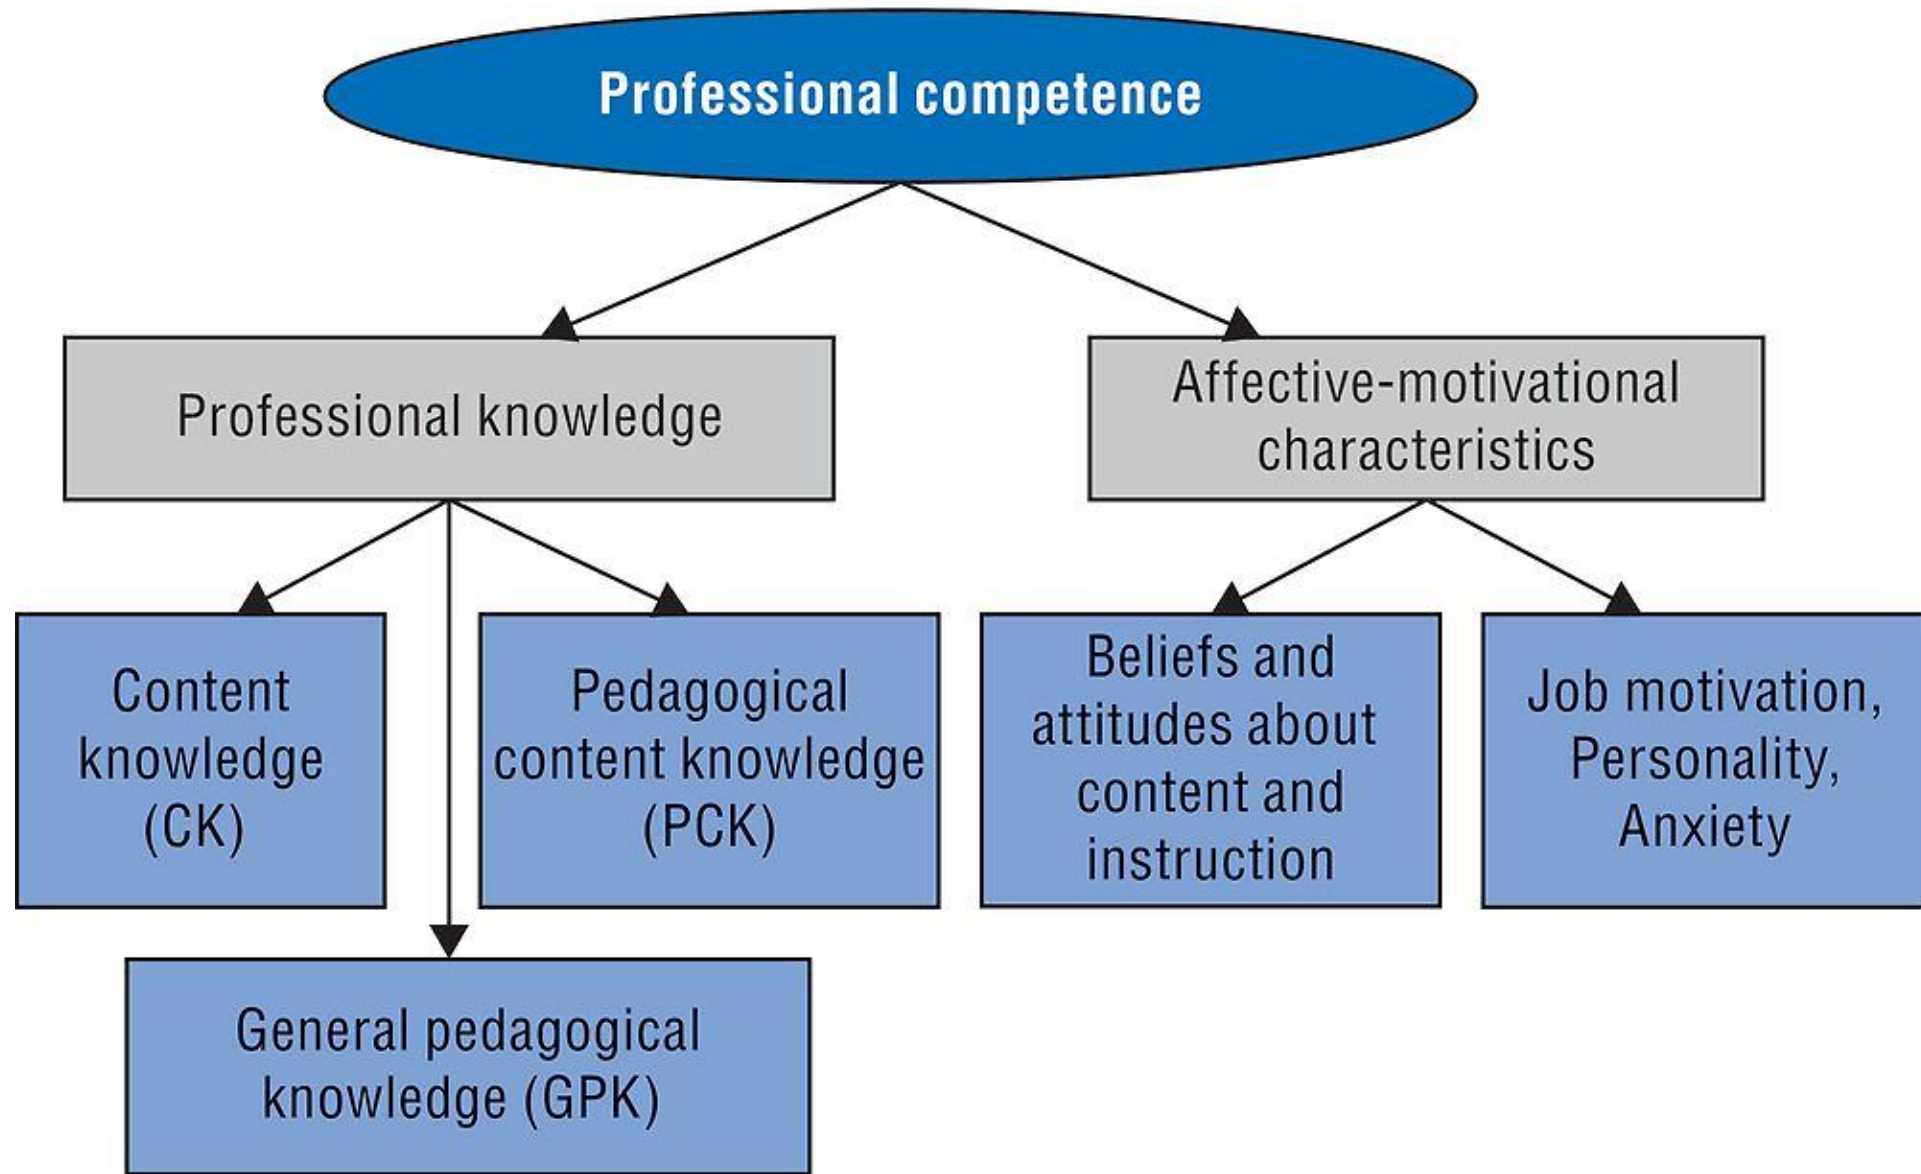 Professional competence
Professional knowledge
Affective-motivational
characteristics
Content
knowledge
(CK)
Pedagogical
content knowledge
(PCK)
Beliefs and
attitudes about
content and
instruction
Job motivation,
Personality,
Anxiety
General pedagogical
knowledge (GPK)